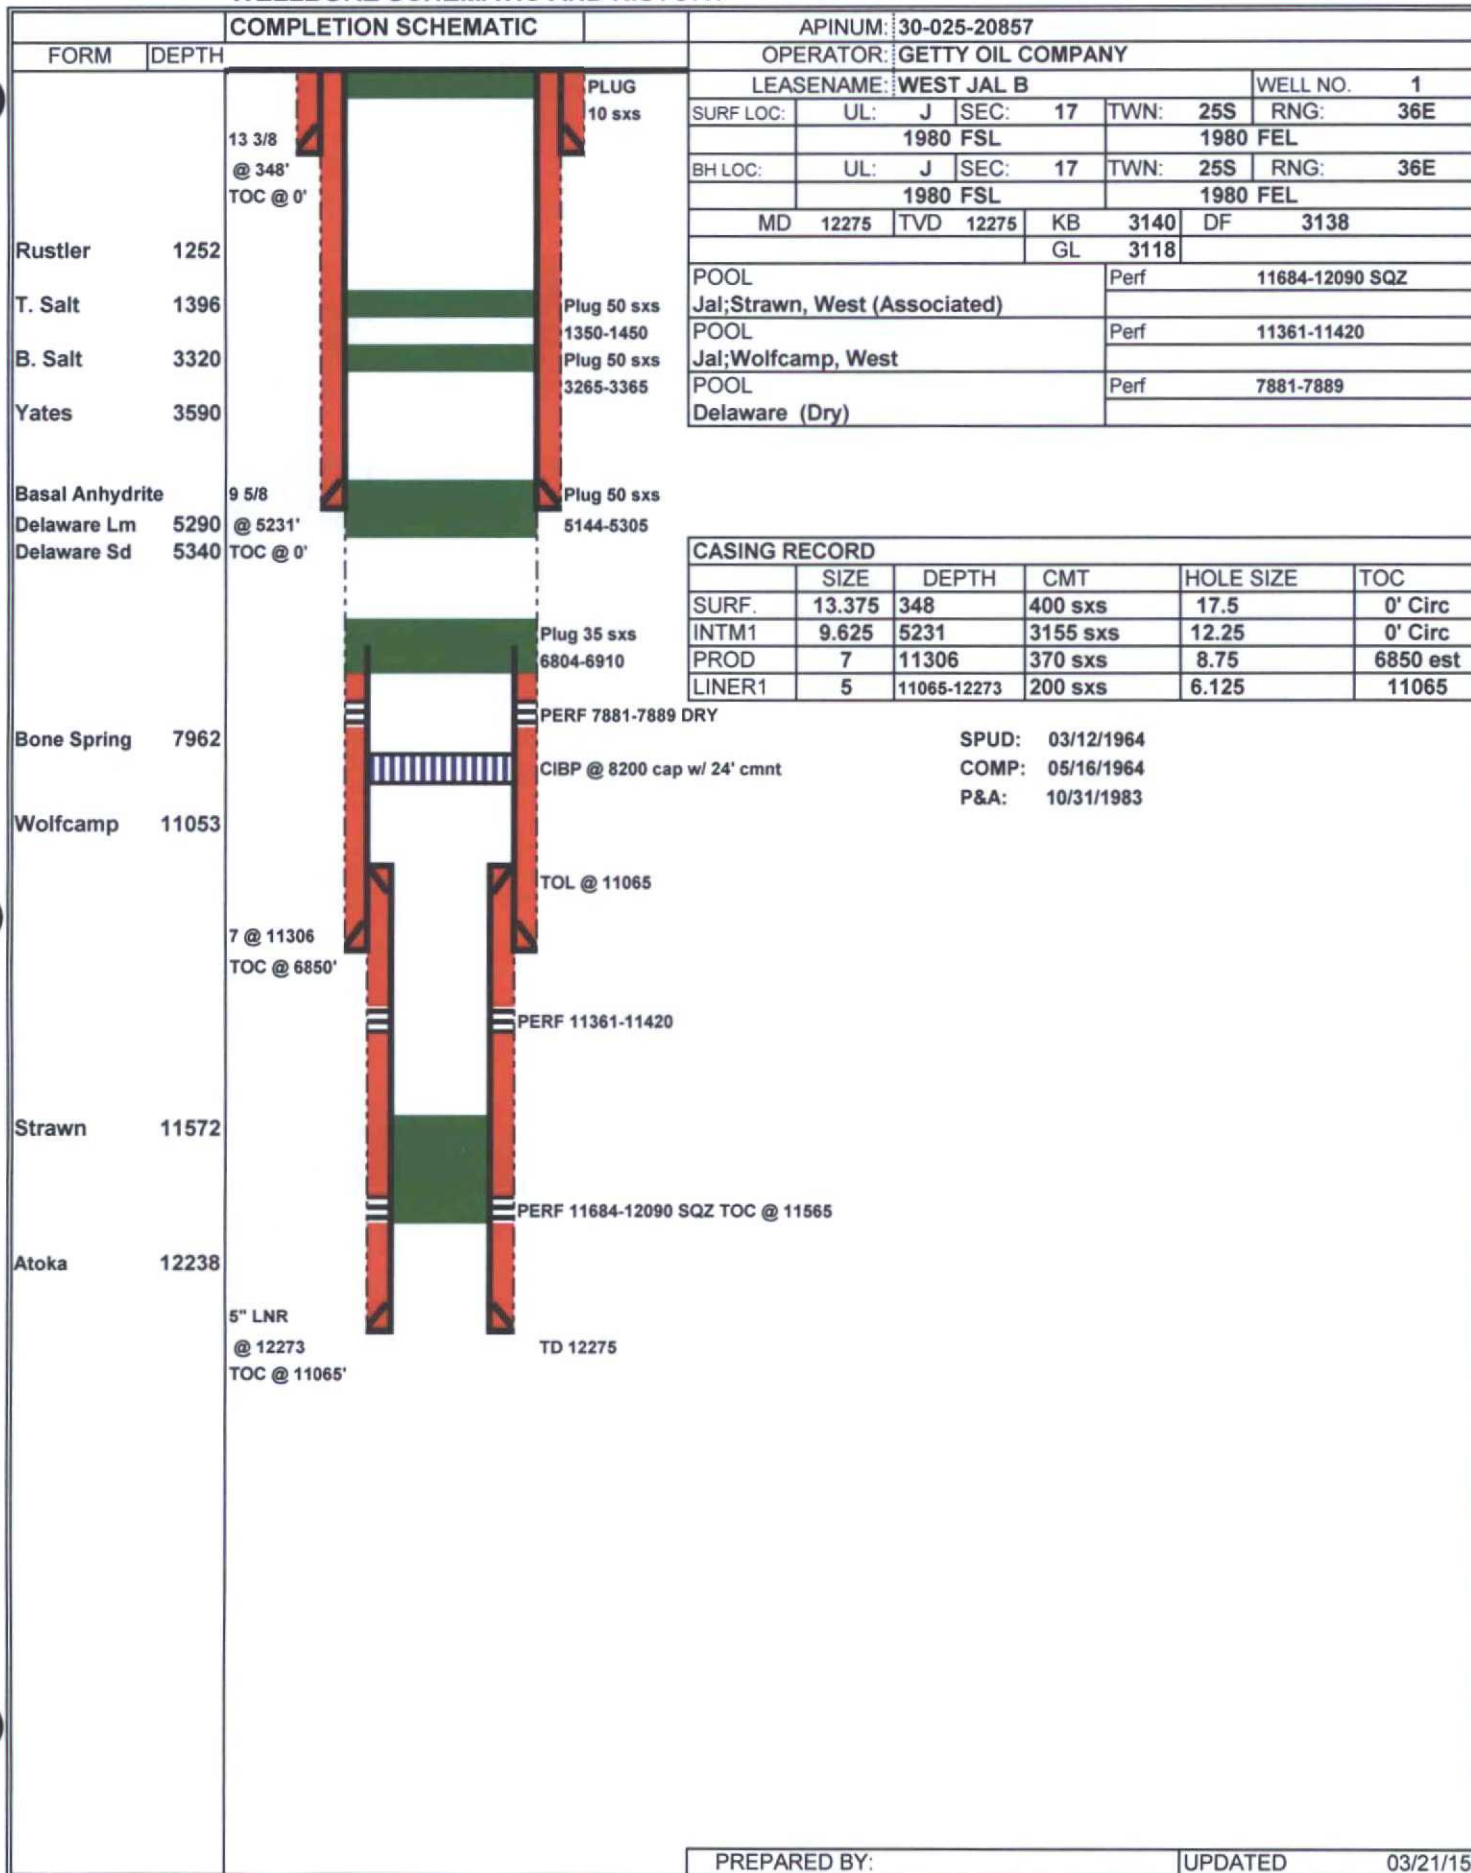 COMPLETION SCHEMATIC
FORM DEPTH
PLUG
10 sxs
13 3/8
@ 348'
TOC @ 0'
Rustler 1252
T. Salt 1396
Plug 50 sxs
1350-1450
B. Salt 3320
Plug 50 sxs
3265-3365
Yates 3590
Basal Anhydrite
9 5/8
Plug 50 sxs
Delaware Lm 5290
@ 5231'
5144-5305
Delaware Sd 5340
TOC @ 0'
Plug 35 sxs
6804-6910
PERF 7881-7889 DRY
Bone Spring 7962
CIBP @ 8200 cap w/ 24' cmnt
Wolfcamp 11053
TOL @ 11065
7 @ 11306
TOC @ 6850'
PERF 11361-11420
Strawn 11572
PERF 11684-12090 SQZ TOC @ 11565
Atoka 12238
5" LNR
@ 12273
TD 12275
TOC @ 11065'
APINUM: 30-025-20857
OPERATOR: GETTY OIL COMPANY
LEASENAME: WEST JAL B WELL NO. 1
SURF LOC: UL: J SEC: 17 TWN: 25S RNG: 36E
1980 FSL 1980 FEL
BH LOC: UL: J SEC: 17 TWN: 25S RNG: 36E
1980 FSL 1980 FEL
MD 12275 TVD 12275 KB 3140 DF 3138
GL 3118
POOL Perf 11684-12090 SQZ
Jal;Strawn, West (Associated)
POOL Perf 11361-11420
Jal;Wolfcamp, West
POOL Perf 7881-7889
Delaware (Dry)
CASING RECORD
SIZE DEPTH CMT HOLE SIZE TOC
SURF. 13.375 348 400 sxs 17.5 0' Circ
INTM1 9.625 5231 3155 sxs 12.25 0' Circ
PROD 7 11306 370 sxs 8.75 6850 est
LINER1 5 11065-12273 200 sxs 6.125 11065
SPUD: 03/12/1964
COMP: 05/16/1964
P&A: 10/31/1983
PREPARED BY: UPDATED 03/21/15